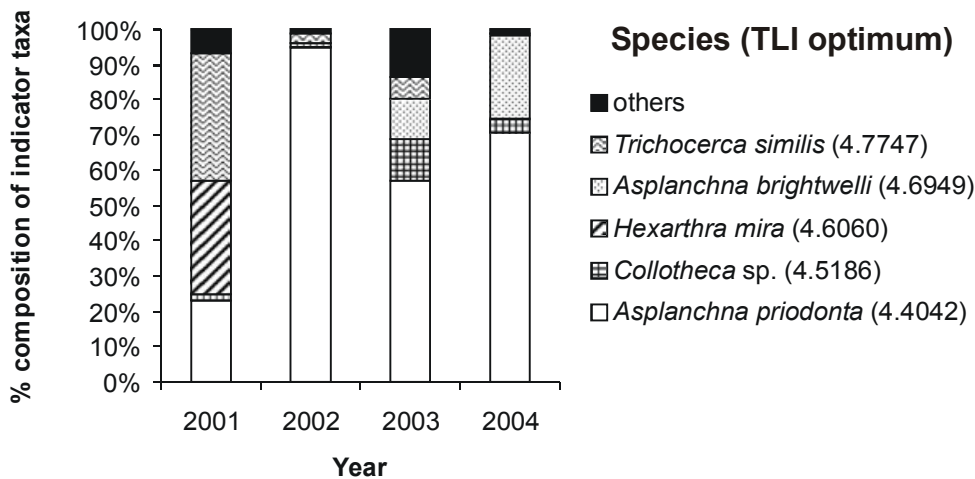 % composition of indicator taxa
100%
90%
80%
70%
60%
50%
40%
30%
20%
10%
0%
2001 2002 2003 2004
Year
Species (TLI optimum)
others
Trichocerca similis (4.7747)
Asplanchna brightwelli (4.6949)
Hexarthra mira (4.6060)
Collotheca sp. (4.5186)
Asplanchna priodonta (4.4042)